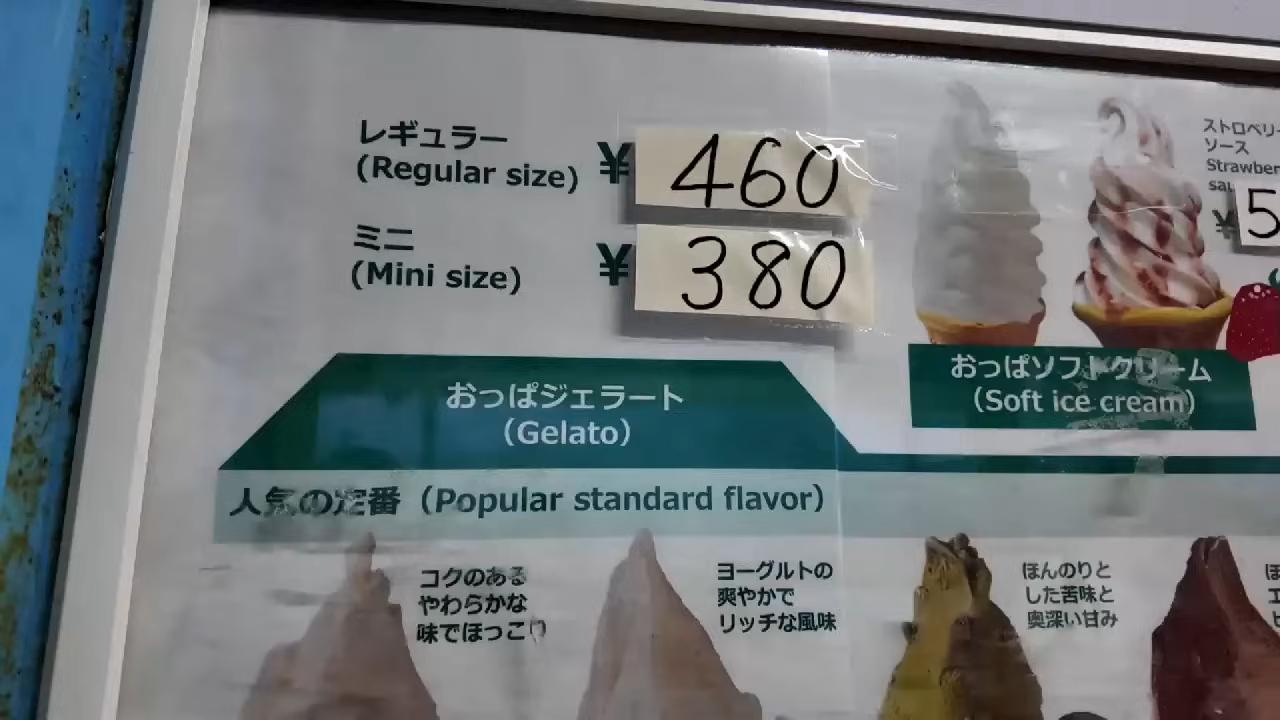 レギュラー
(Regular size) ¥ 460
ミニ
(Mini size) ¥ 380
ストロベリー
ソース
¥ 5
おっぱジェラート
(Gelato)
おっぱソフトクリーム
(Soft ice cream)
人気の定番 (Popular standard flavor)
コクのある
やわらかな
味でほっこり
ヨーグルトの
爽やかで
リッチな風味
ほんのりと
した苦味と
奥深い甘み